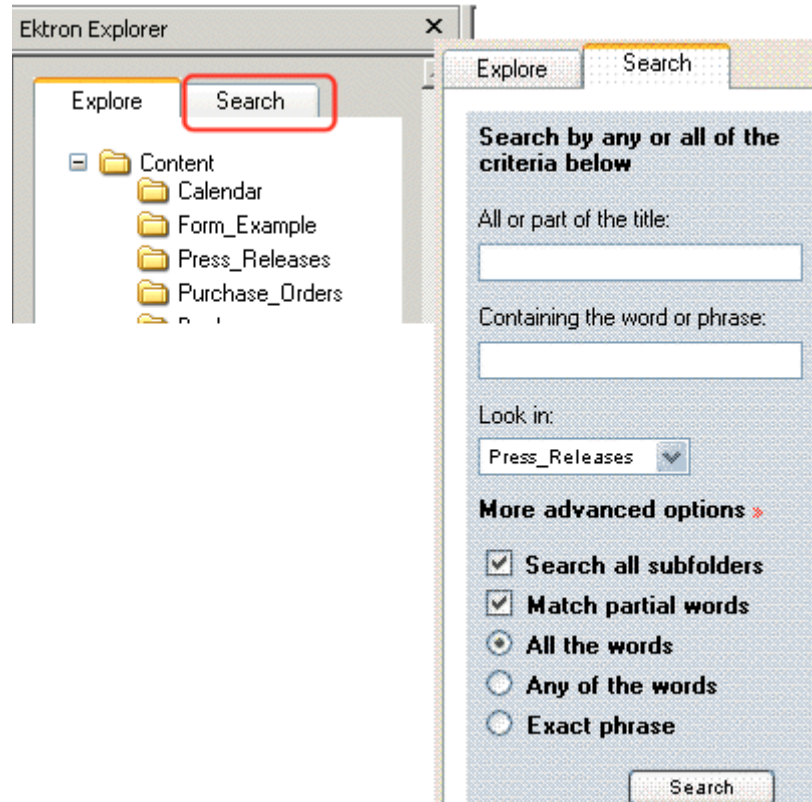 Ektron Explorer
Explore
Search
Content
Calendar
Form_Example
Press_Releases
Purchase_Orders
Explore
Search
Search by any or all of the
criteria below
All or part of the title:
Containing the word or phrase:
Look in:
Press_Releases
More advanced options »
Search all subfolders
Match partial words
All the words
Any of the words
Exact phrase
Search